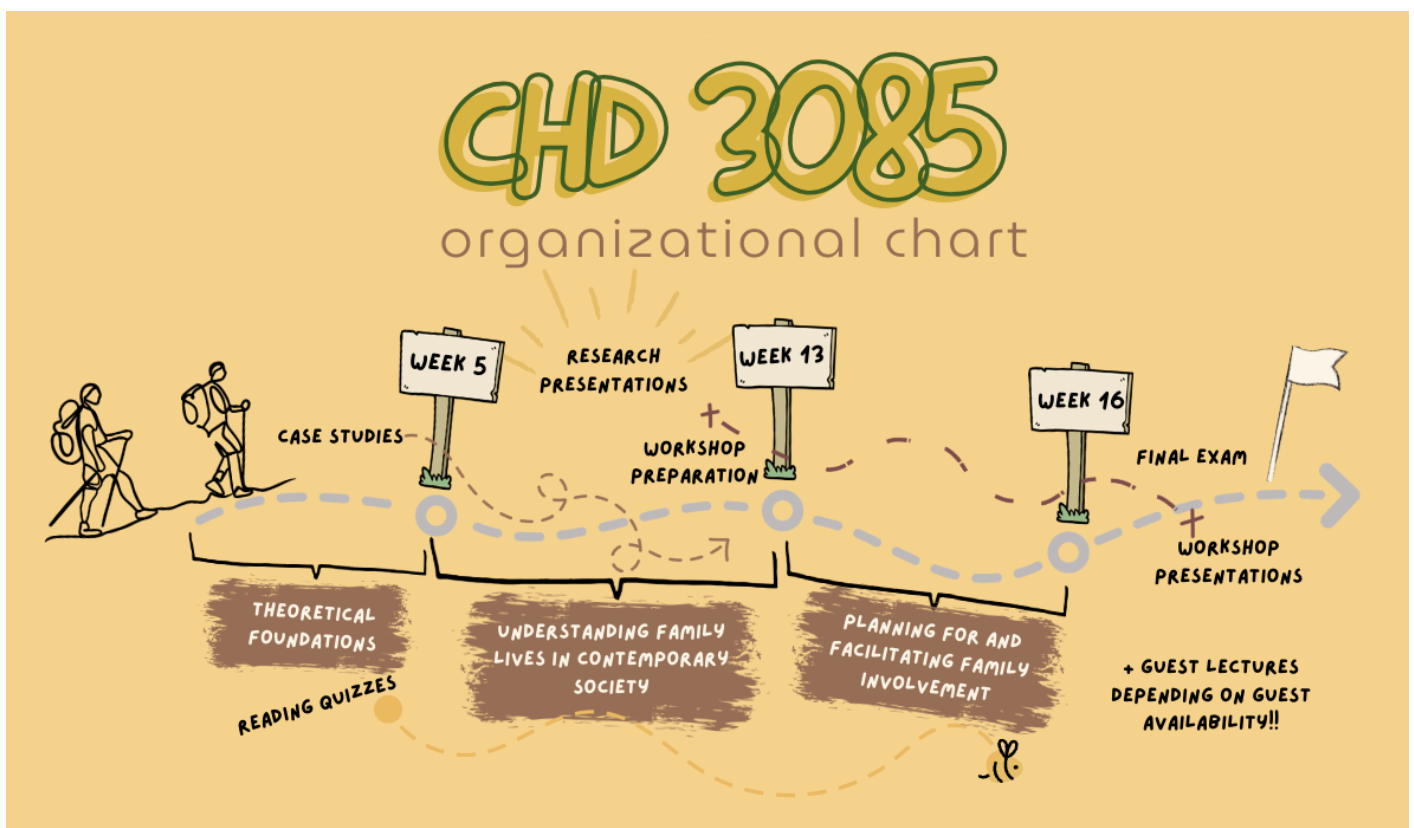 CHD 3085
organizational chart
WEEK 5
RESEARCH
PRESENTATIONS
WEEK 13
WEEK 16
CASE STUDIES
WORKSHOP
PREPARATION
FINAL EXAM
WORKSHOP
PRESENTATIONS
THEORETICAL
FOUNDATIONS
UNDERSTANDING FAMILY
LIVES IN CONTEMPORARY
SOCIETY
PLANNING FOR AND
FACILITATING FAMILY
INVOLVEMENT
READING QUIZZES
+ GUEST LECTURES
DEPENDING ON GUEST
AVAILABILITY!!